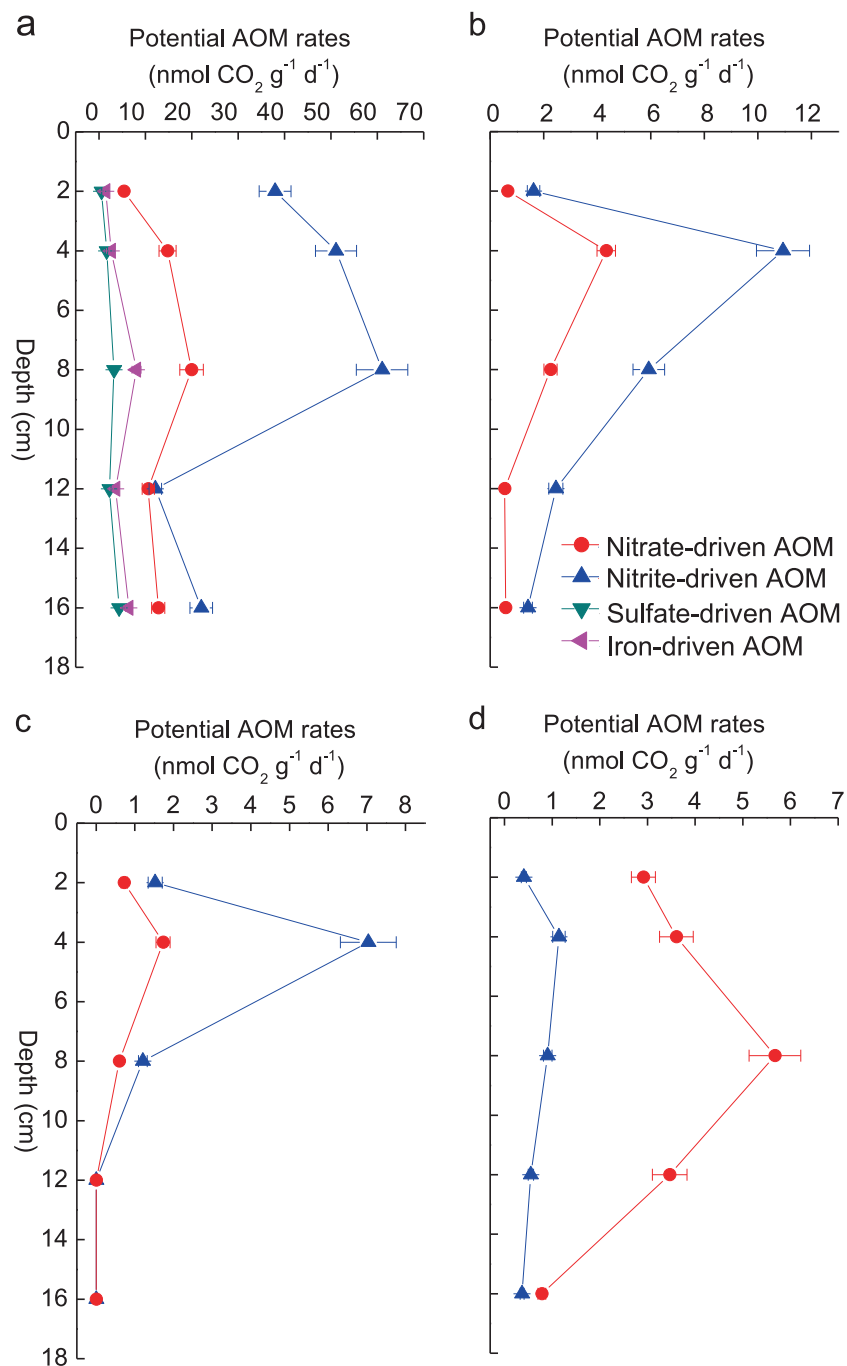 a
Potential AOM rates
(nmol CO₂ g⁻¹ d⁻¹)
0 10 20 30 40 50 60 70
0
2
4
6
8
10
12
14
16
18
Depth (cm)
b
Potential AOM rates
(nmol CO₂ g⁻¹ d⁻¹)
0 2 4 6 8 10 12
Nitrate-driven AOM
Nitrite-driven AOM
Sulfate-driven AOM
Iron-driven AOM
c
Potential AOM rates
(nmol CO₂ g⁻¹ d⁻¹)
0 1 2 3 4 5 6 7 8
0
2
4
6
8
10
12
14
16
18
Depth (cm)
d
Potential AOM rates
(nmol CO₂ g⁻¹ d⁻¹)
0 1 2 3 4 5 6 7